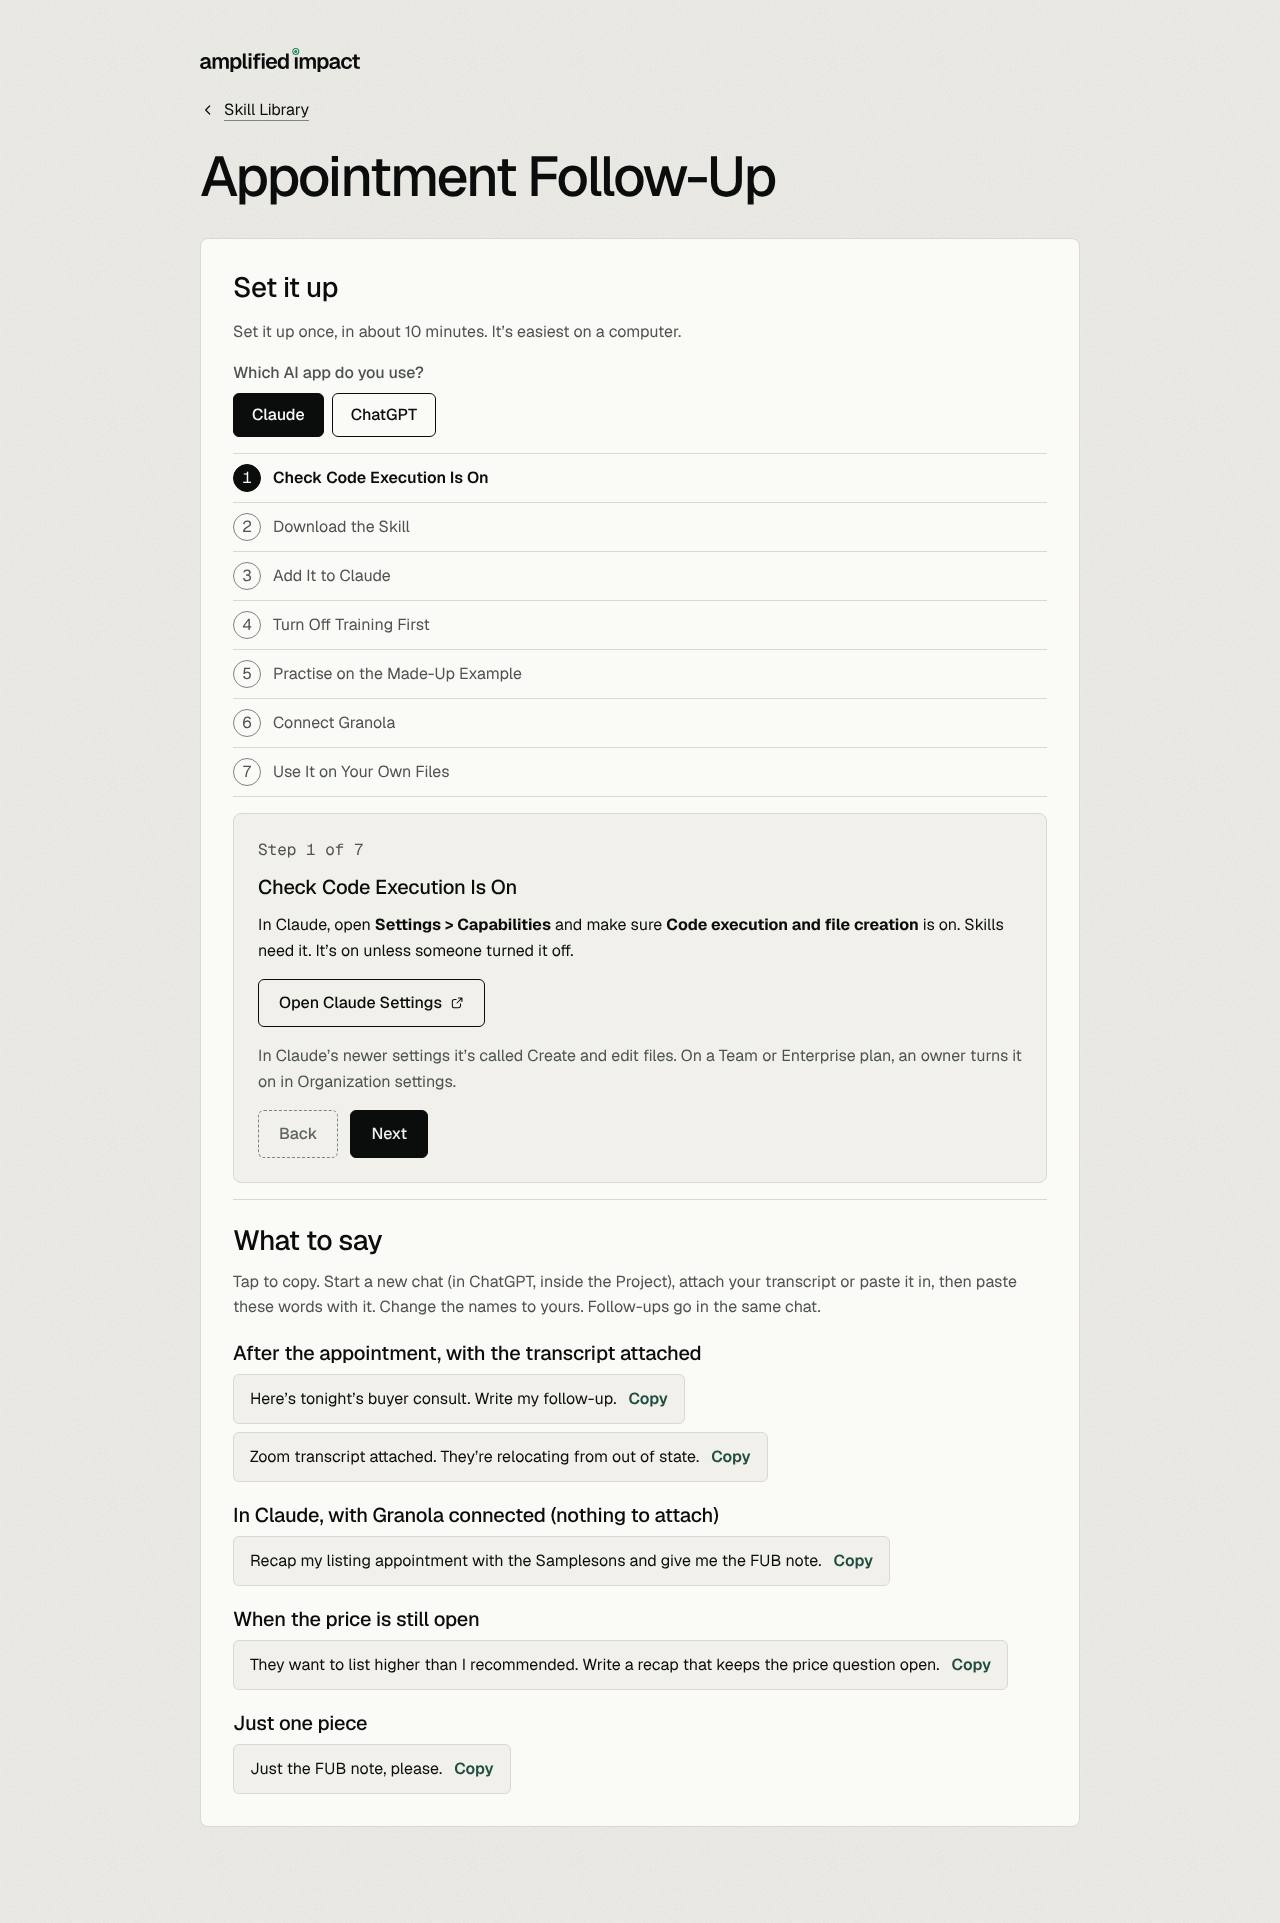 amplified impact
Skill Library
Appointment Follow-Up
Set it up
Set it up once, in about 10 minutes. It’s easiest on a computer.
Which AI app do you use?
Claude
ChatGPT
1 Check Code Execution Is On
2 Download the Skill
3 Add It to Claude
4 Turn Off Training First
5 Practise on the Made-Up Example
6 Connect Granola
7 Use It on Your Own Files
Step 1 of 7
Check Code Execution Is On
In Claude, open Settings > Capabilities and make sure Code execution and file creation is on. Skills
need it. It’s on unless someone turned it off.
Open Claude Settings
In Claude’s newer settings it’s called Create and edit files. On a Team or Enterprise plan, an owner turns it
on in Organization settings.
Back
Next
What to say
Tap to copy. Start a new chat (in ChatGPT, inside the Project), attach your transcript or paste it in, then paste
these words with it. Change the names to yours. Follow-ups go in the same chat.
After the appointment, with the transcript attached
Here’s tonight’s buyer consult. Write my follow-up. Copy
Zoom transcript attached. They’re relocating from out of state. Copy
In Claude, with Granola connected (nothing to attach)
Recap my listing appointment with the Samplesons and give me the FUB note. Copy
When the price is still open
They want to list higher than I recommended. Write a recap that keeps the price question open. Copy
Just one piece
Just the FUB note, please. Copy